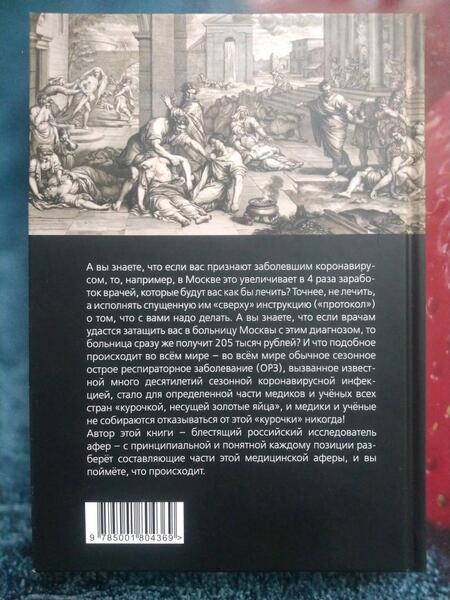 А вы знаете, что если вас признают заболевшим коронавиру-
сом, то, например, в Москве это увеличивает в 4 раза зарабо-
ток врачей, которые будут вас как бы лечить? Точнее, не лечить,
а исполнять спущенную им «сверху» инструкцию («протокол»)
о том, что с вами надо делать. А вы знаете, что если врачам
удастся затащить вас в больницу Москвы с этим диагнозом, то
больница сразу же получит 205 тысяч рублей? И что подобное
происходит во всём мире – во всём мире обычное сезонное
острое респираторное заболевание (ОРЗ), вызванное извест-
ной много десятилетий сезонной коронавирусной инфек-
цией, стало для определенной части медиков и учёных всех
стран «курочкой, несущей золотые яйца», и медики и учёные
не собираются отказываться от этой «курочки» никогда!
Автор этой книги – блестящий российский исследователь
афер – с принципиальной и понятной каждому позиции раз-
берёт составляющие части этой медицинской аферы, и вы
поймёте, что происходит.
9 785001 804369 >